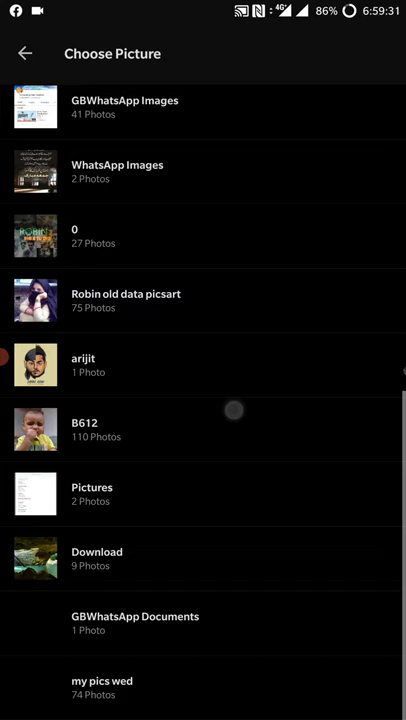 4G 86% 6:59:31
Choose Picture
GBWhatsApp Images
41 Photos
WhatsApp Images
2 Photos
0
27 Photos
ROBIN
Robin old data picsart
75 Photos
arijit
1 Photo
B612
110 Photos
Pictures
2 Photos
Download
9 Photos
GBWhatsApp Documents
1 Photo
my pics wed
74 Photos